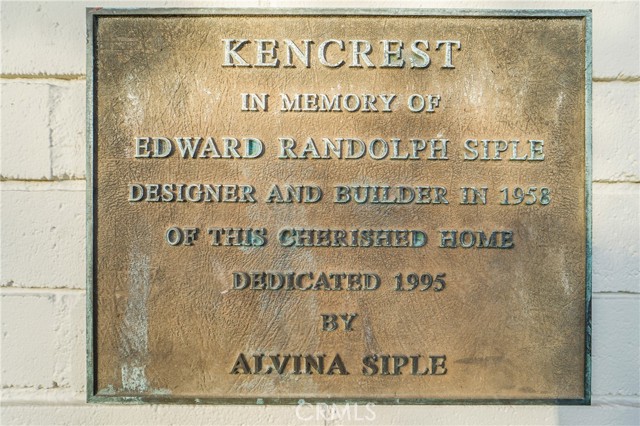 KENCREST
IN MEMORY OF
EDWARD RANDOLPH SIPLE
DESIGNER AND BUILDER IN 1958
OF THIS CHERISHED HOME
DEDICATED 1995
BY
ALVINA SIPLE
CRMLS